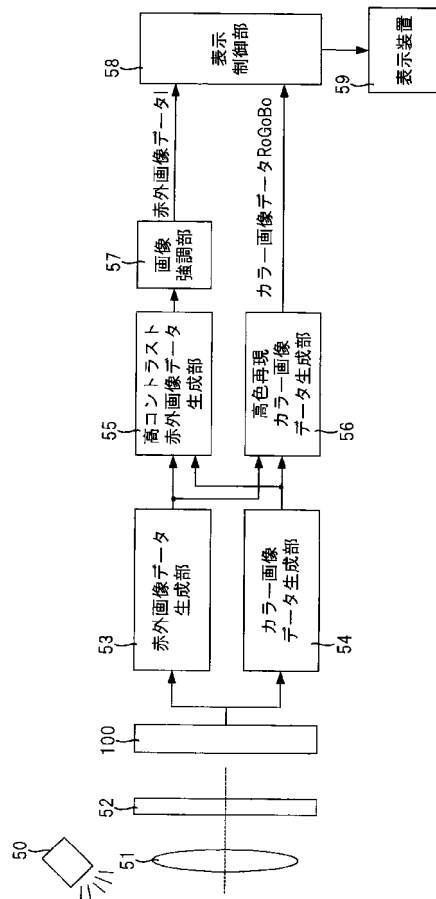 50
51
52
100
53
赤外画像データ
生成部
カラー画像
データ生成部
54
55
高コントラスト
赤外画像データ
生成部
高色再現
カラー画像
データ生成部
56
57
画像
強調部
赤外画像データI
カラー画像データRoGoBo
58
表示
制御部
59
表示装置